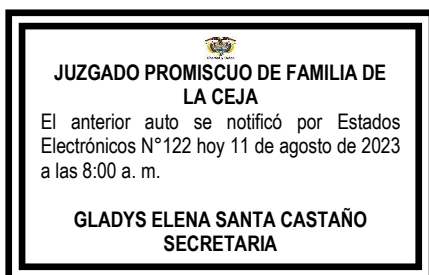 JUZGADO PROMISCUO DE FAMILIA DE
LA CEJA
El anterior auto se notificó por Estados
Electrónicos N°122 hoy 11 de agosto de 2023
a las 8:00 a. m.
GLADYS ELENA SANTA CASTAÑO
SECRETARIA